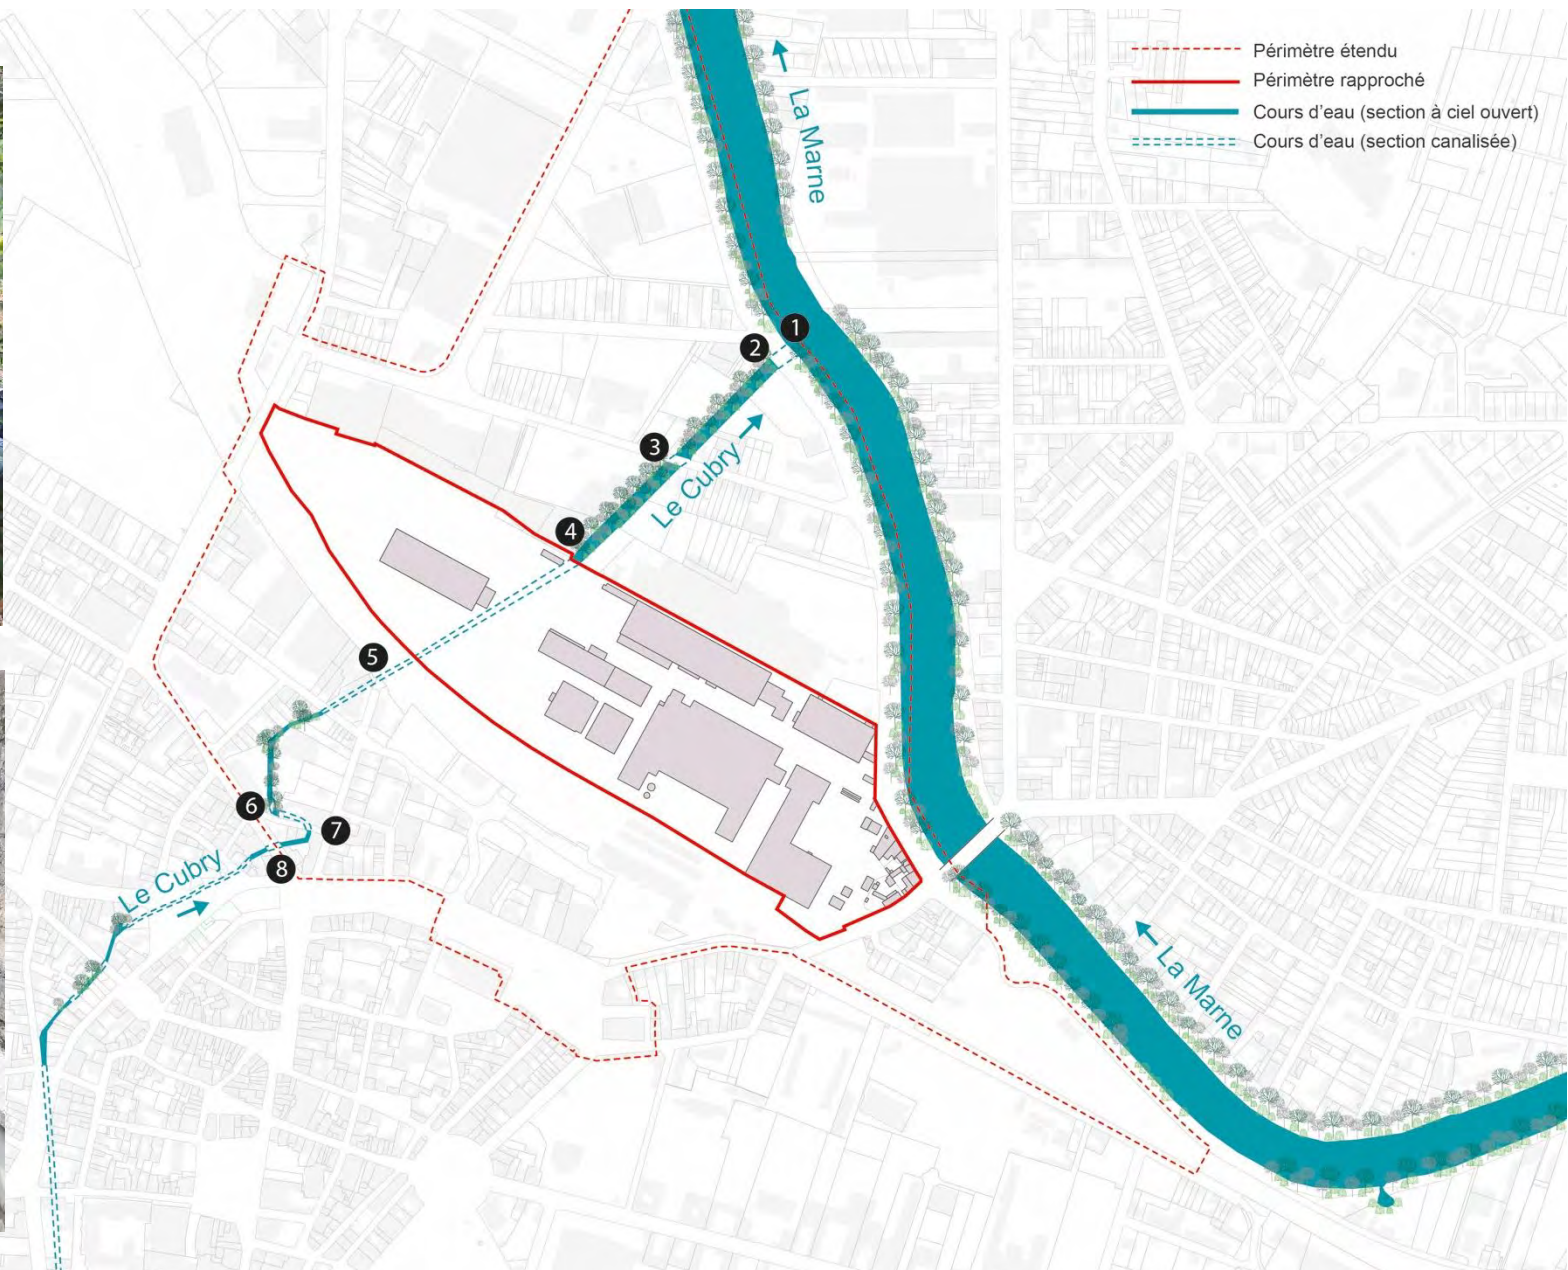 Périmètre étendu
Périmètre rapproché
Cours d'eau (section à ciel ouvert)
Cours d'eau (section canalisée)
La Marne
1
2
3
Le Cubry
4
5
6
7
8
Le Cubry
La Marne